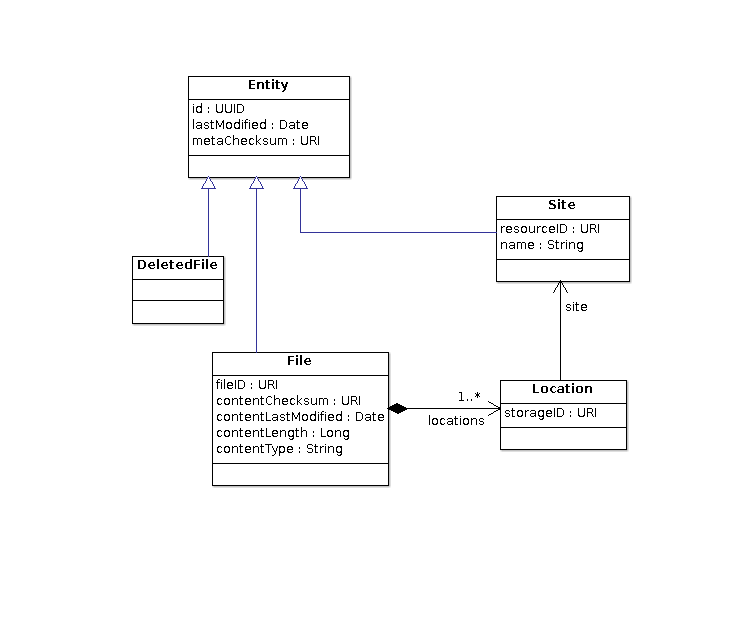 Entity
id : UUID
lastModified : Date
metaChecksum : URI
Site
resourceID : URI
name : String
DeletedFile
site
File
fileID : URI
contentChecksum : URI
contentLastModified : Date
contentLength : Long
contentType : String
1..*
locations
Location
storageID : URI